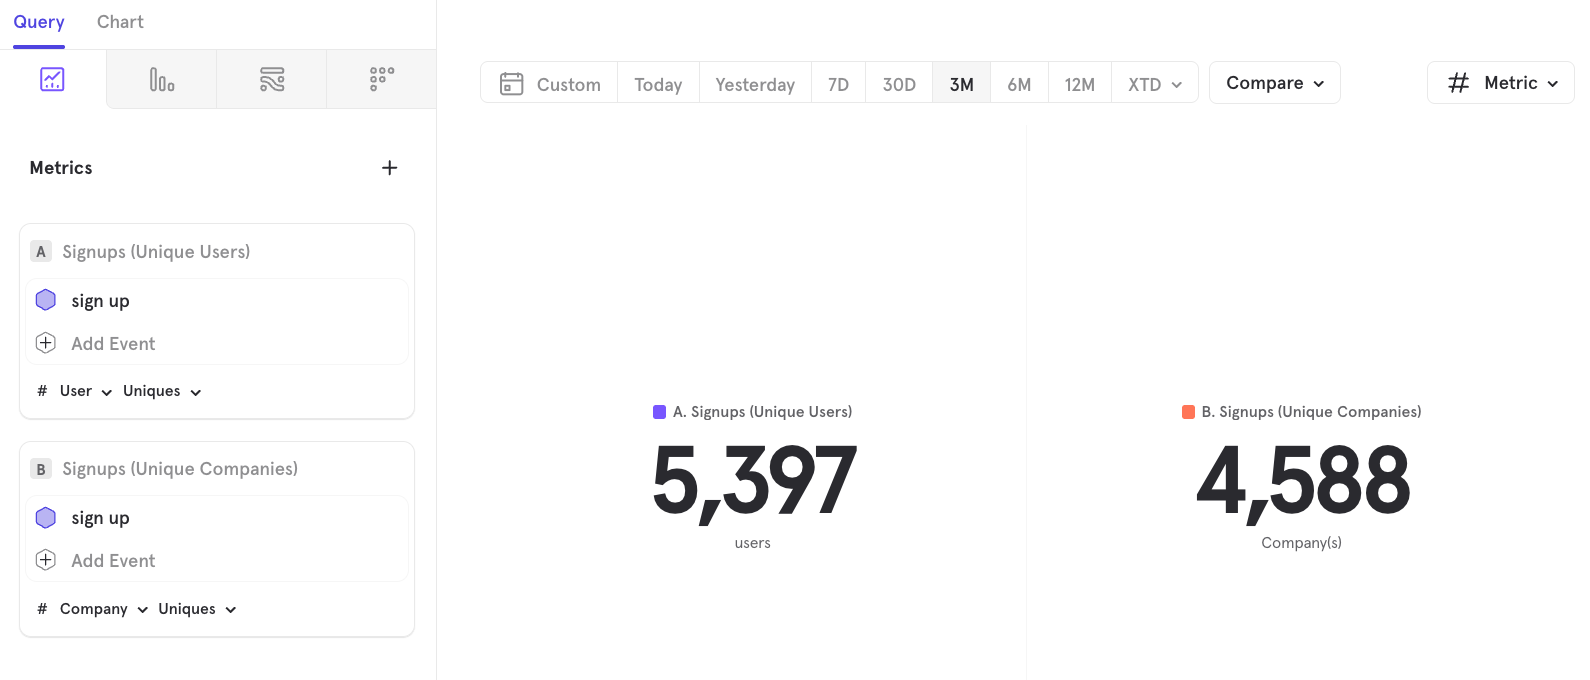 Query Chart
Custom Today Yesterday 7D 30D 3M 6M 12M XTD Compare # Metric
Metrics +
A Signups (Unique Users)
sign up
Add Event
# User Uniques
B Signups (Unique Companies)
sign up
Add Event
# Company Uniques
A. Signups (Unique Users)
5,397
users
B. Signups (Unique Companies)
4,588
Company(s)